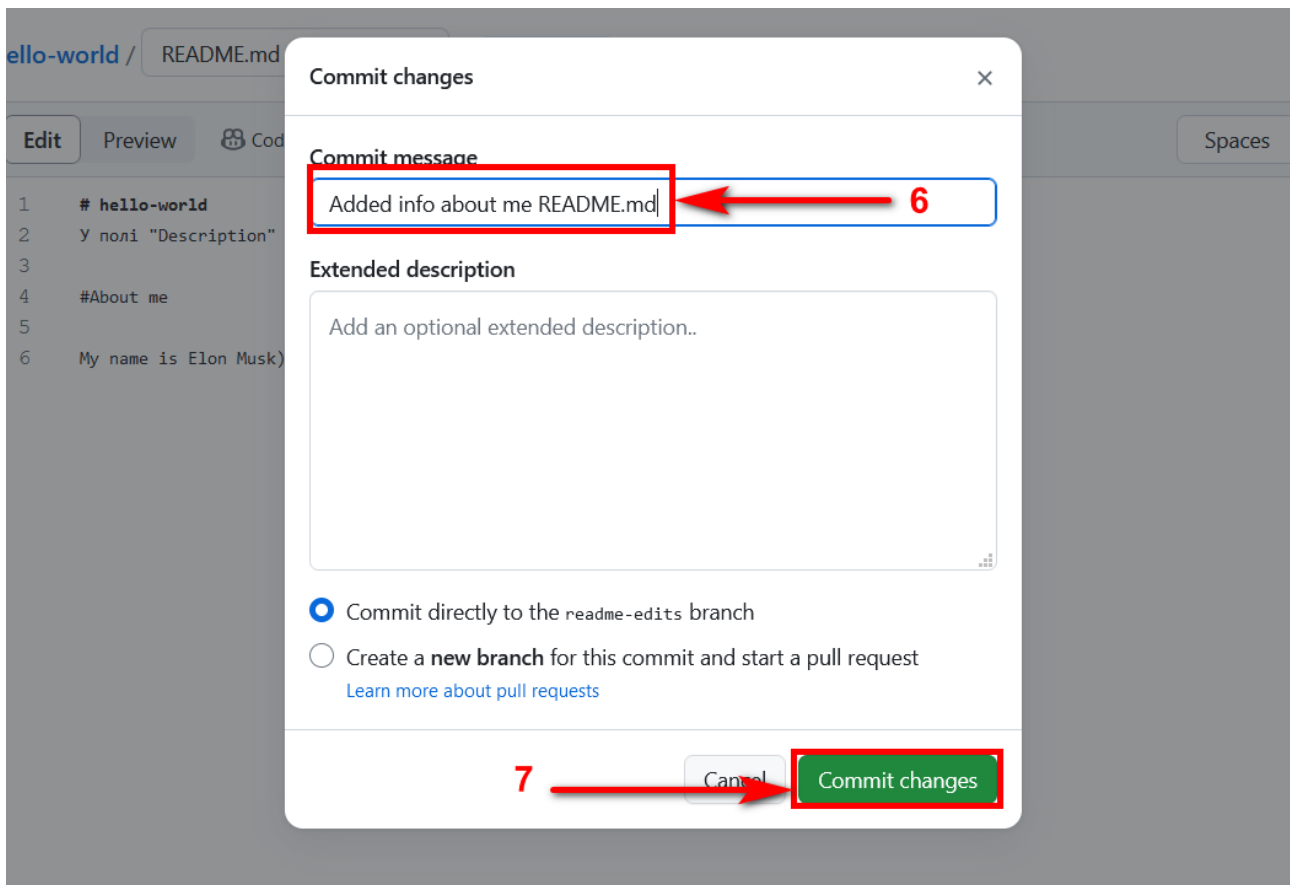 ello-world / README.md
Commit changes
Edit Preview Cod Spaces
Commit message
Added info about me README.md 6
1 # hello-world
2 У полі "Description"
3
4 #About me
5
6 My name is Elon Musk)
Extended description
Add an optional extended description..
Commit directly to the readme-edits branch
Create a new branch for this commit and start a pull request
Learn more about pull requests
7 Cancel Commit changes